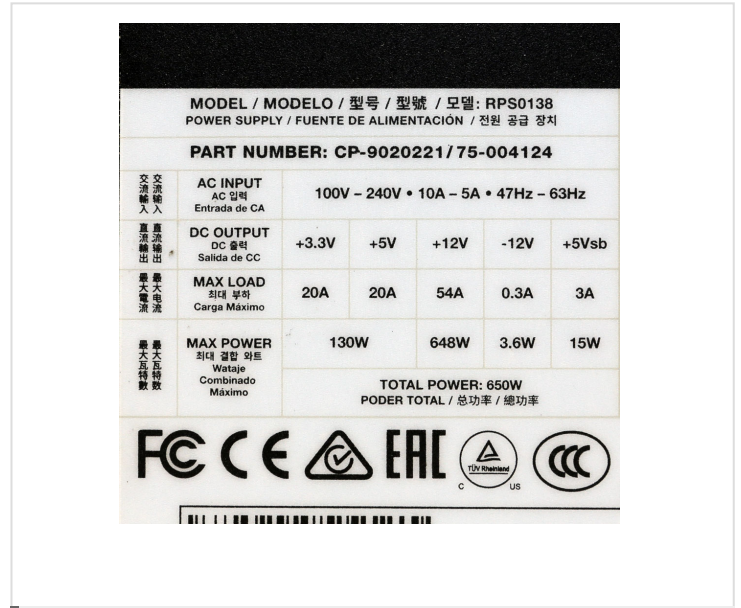 MODEL / MODELO / 型号 / 型號 / 모델: RPS0138
POWER SUPPLY / FUENTE DE ALIMENTACIÓN / 전원 공급 장치
PART NUMBER: CP-9020221/75-004124
交流輸入 交流输入
AC INPUT
AC 입력
Entrada de CA
100V – 240V • 10A – 5A • 47Hz – 63Hz
直流輸出 直流输出
DC OUTPUT
DC 출력
Salida de CC
+3.3V +5V +12V -12V +5Vsb
最大電流 最大电流
MAX LOAD
최대 부하
Carga Máximo
20A 20A 54A 0.3A 3A
最大瓦特數 最大瓦特数
MAX POWER
최대 결합 와트
Wataje
Combinado
Máximo
130W 648W 3.6W 15W
TOTAL POWER: 650W
PODER TOTAL / 总功率 / 總功率
FC CE EAC TÜV Rheinland CCC
C US